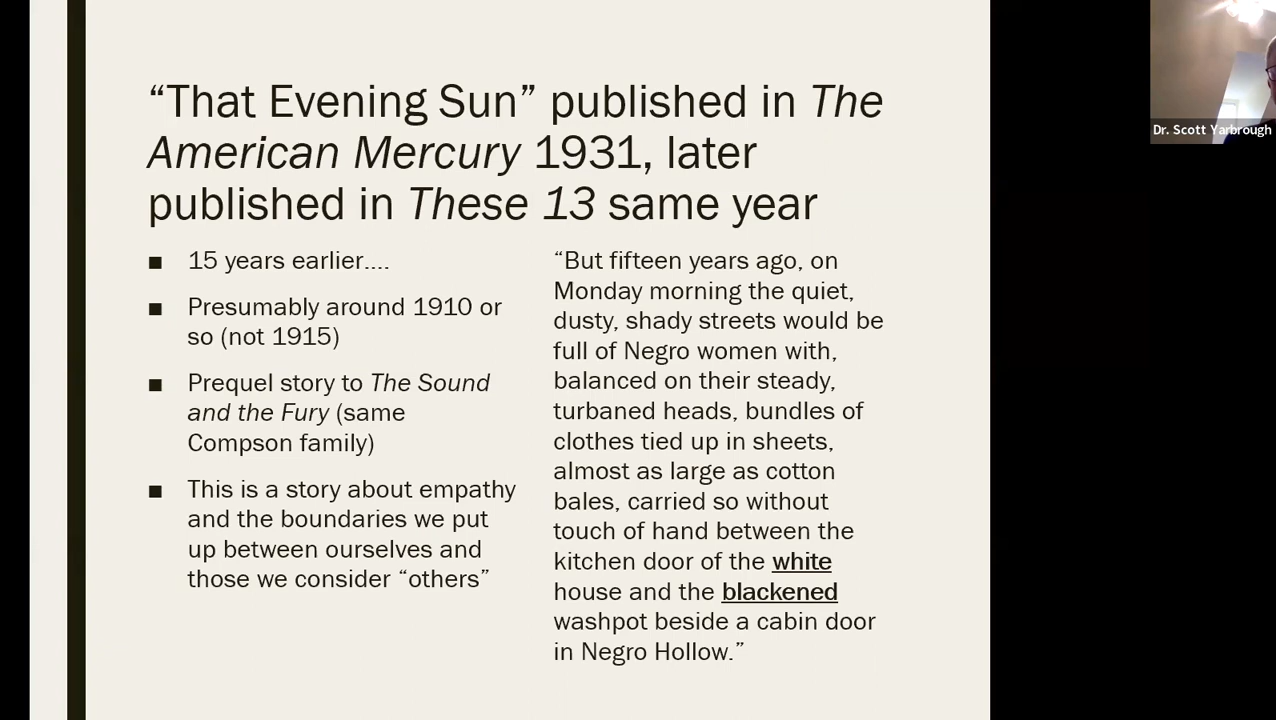 “That Evening Sun” published in The
American Mercury 1931, later
published in These 13 same year
■ 15 years earlier....
■ Presumably around 1910 or
so (not 1915)
■ Prequel story to The Sound
and the Fury (same
Compson family)
■ This is a story about empathy
and the boundaries we put
up between ourselves and
those we consider “others”
“But fifteen years ago, on
Monday morning the quiet,
dusty, shady streets would be
full of Negro women with,
balanced on their steady,
turbaned heads, bundles of
clothes tied up in sheets,
almost as large as cotton
bales, carried so without
touch of hand between the
kitchen door of the white
house and the blackened
washpot beside a cabin door
in Negro Hollow.”
Dr. Scott Yarbrough